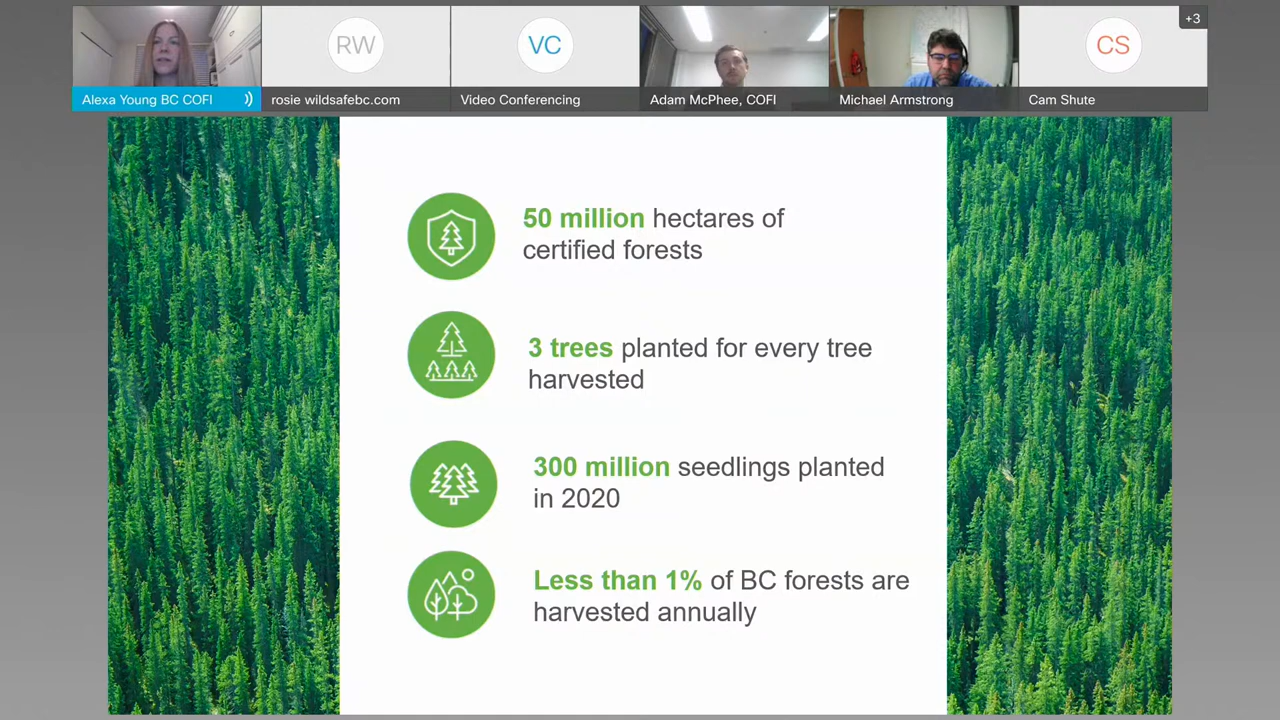 RW
VC
CS
+3
Alexa Young BC COFI
rosie wildsafebc.com
Video Conferencing
Adam McPhee, COFI
Michael Armstrong
Cam Shute
50 million hectares of
certified forests
3 trees planted for every tree
harvested
300 million seedlings planted
in 2020
Less than 1% of BC forests are
harvested annually